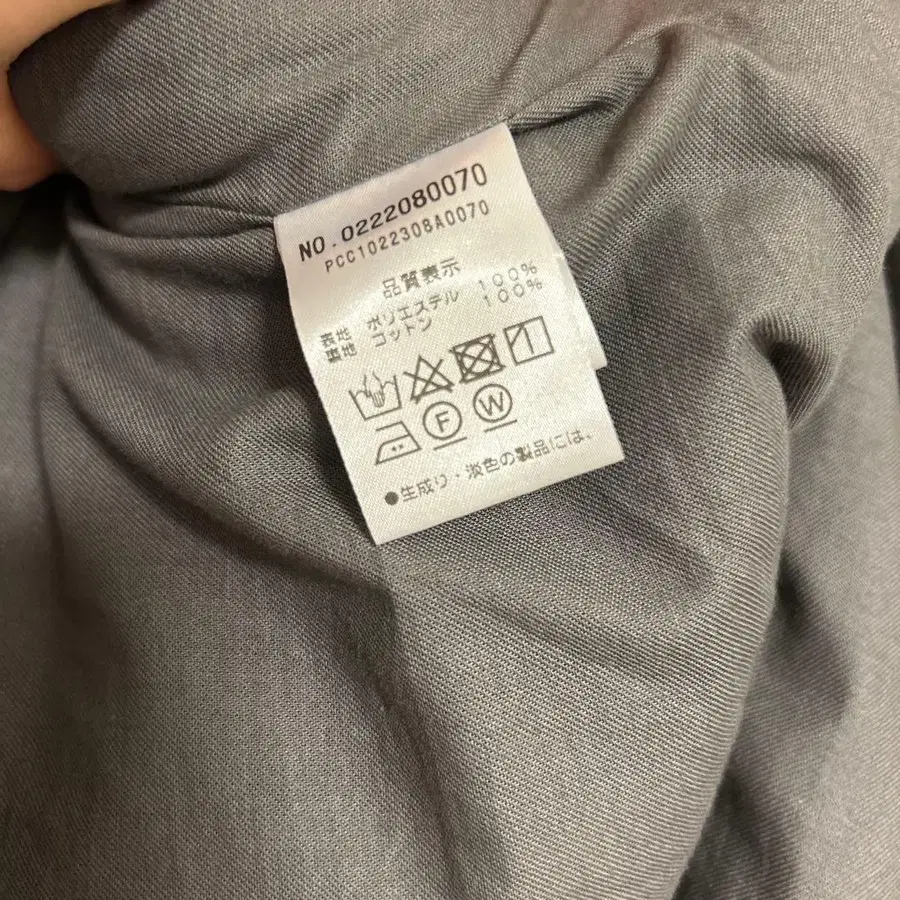 NO.0222080070
PCC1022308A0070
品質表示
表地 ポリエステル 100%
裏地 コットン 100%
F W
●生成り・淡色の製品には、